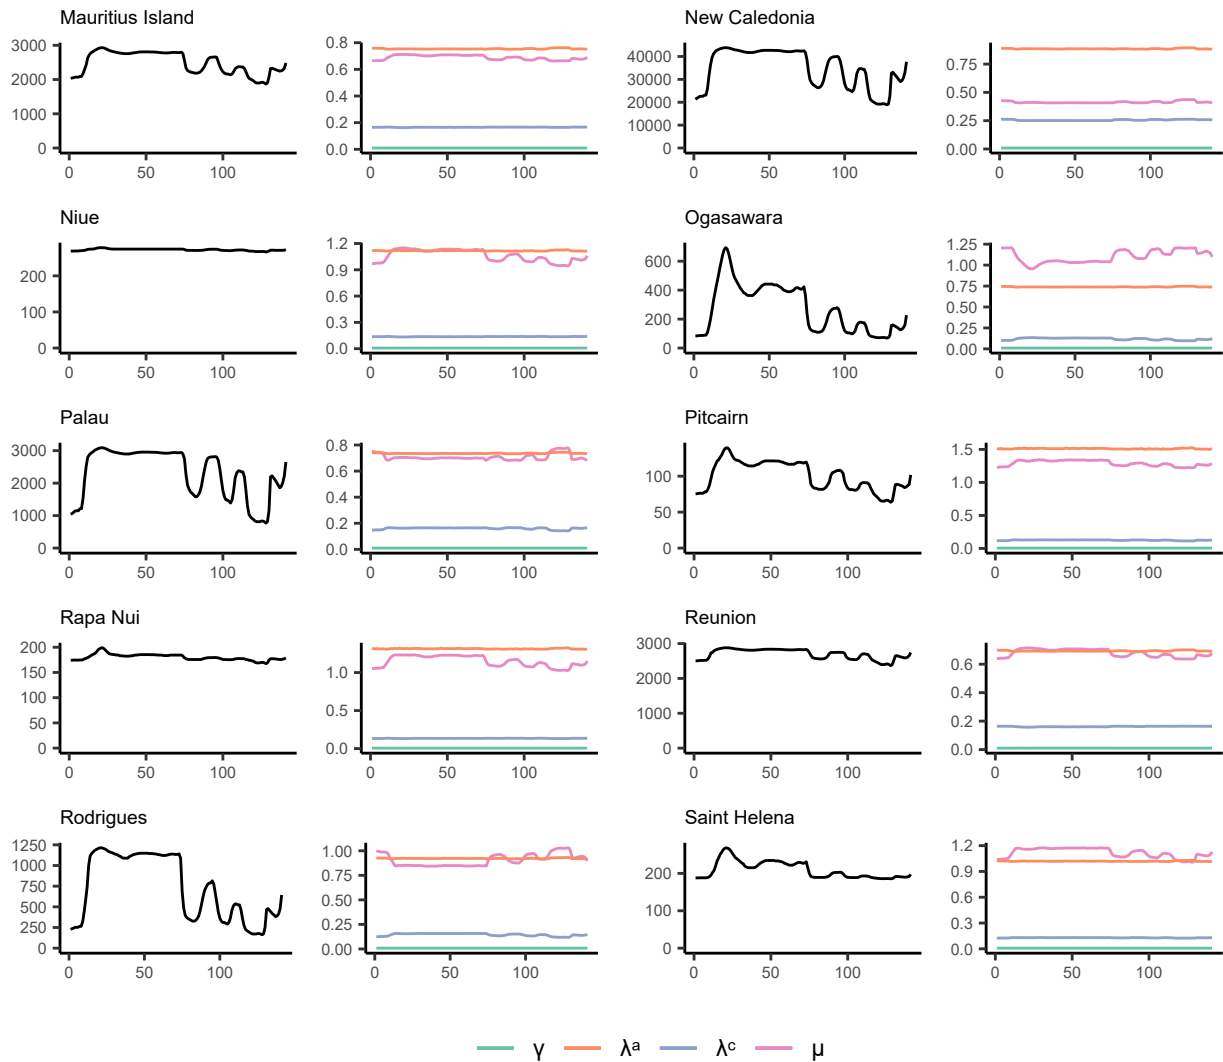 Mauritius Island
New Caledonia
3000
2000
1000
0
0 50 100
0.8
0.6
0.4
0.2
0.0
0 50 100
40000
30000
20000
10000
0
0 50 100
0.75
0.50
0.25
0.00
0 50 100
Niue
Ogasawara
200
100
0
0 50 100
1.2
0.9
0.6
0.3
0.0
0 50 100
600
400
200
0
0 50 100
1.25
1.00
0.75
0.50
0.25
0.00
0 50 100
Palau
Pitcairn
3000
2000
1000
0
0 50 100
0.8
0.6
0.4
0.2
0.0
0 50 100
100
50
0
0 50 100
1.5
1.0
0.5
0.0
0 50 100
Rapa Nui
Reunion
200
150
100
50
0
0 50 100
1.0
0.5
0.0
0 50 100
3000
2000
1000
0
0 50 100
0.6
0.4
0.2
0.0
0 50 100
Rodrigues
Saint Helena
1250
1000
750
500
250
0
0 50 100
1.00
0.75
0.50
0.25
0.00
0 50 100
200
100
0
0 50 100
1.2
0.9
0.6
0.3
0.0
0 50 100
γ λᵃ λᶜ μ